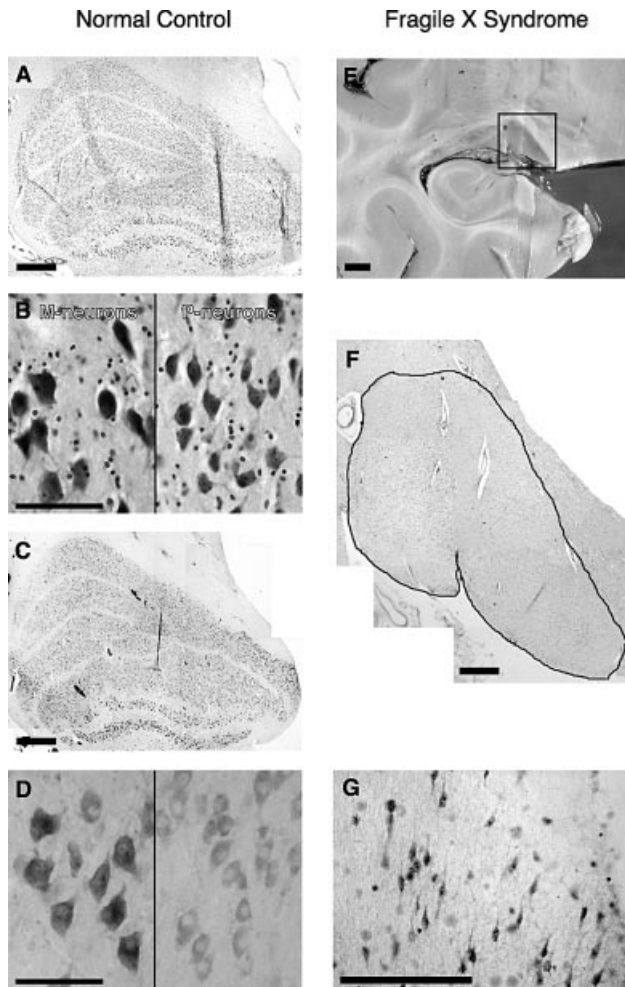 Normal Control
Fragile X Syndrome
A
E
B
M-neurons
P-neurons
F
C
D
G